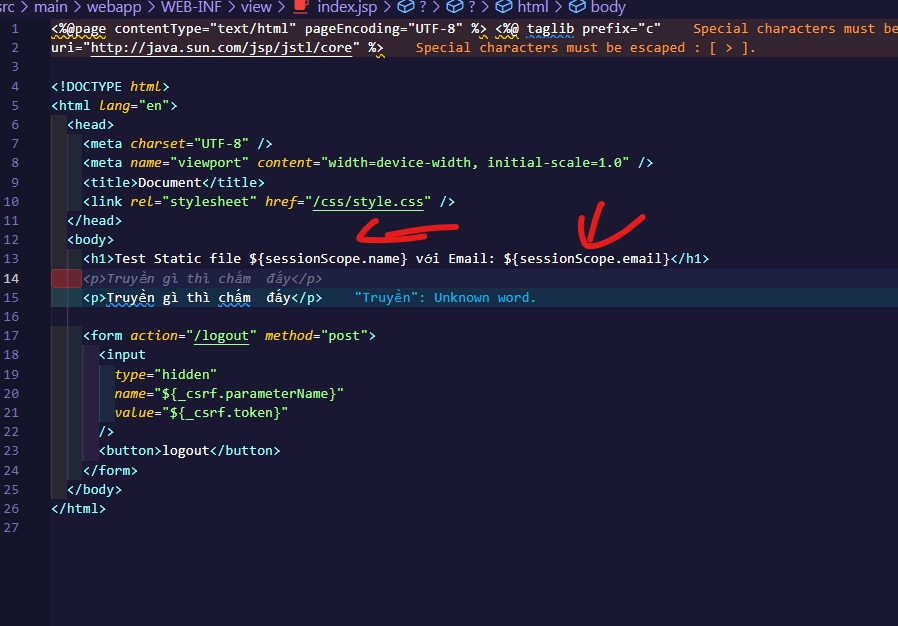 src > main > webapp > WEB-INF > view > index.jsp > ? > ? > html > body
1 <%@page contentType="text/html" pageEncoding="UTF-8" %> <%@ taglib prefix="c" Special characters must be
2 uri="http://java.sun.com/jsp/jstl/core" %> Special characters must be escaped : [ > ].
3
4 <!DOCTYPE html>
5 <html lang="en">
6 <head>
7 <meta charset="UTF-8" />
8 <meta name="viewport" content="width=device-width, initial-scale=1.0" />
9 <title>Document</title>
10 <link rel="stylesheet" href="/css/style.css" />
11 </head>
12 <body>
13 <h1>Test Static file ${sessionScope.name} với Email: ${sessionScope.email}</h1>
14 <p>Truyền gì thì chấm  đấy</p>
15 <p>Truyền gì thì chấm  đấy</p> "Truyền": Unknown word.
16
17 <form action="/logout" method="post">
18 <input
19 type="hidden"
20 name="${_csrf.parameterName}"
21 value="${_csrf.token}"
22 />
23 <button>logout</button>
24 </form>
25 </body>
26 </html>
27